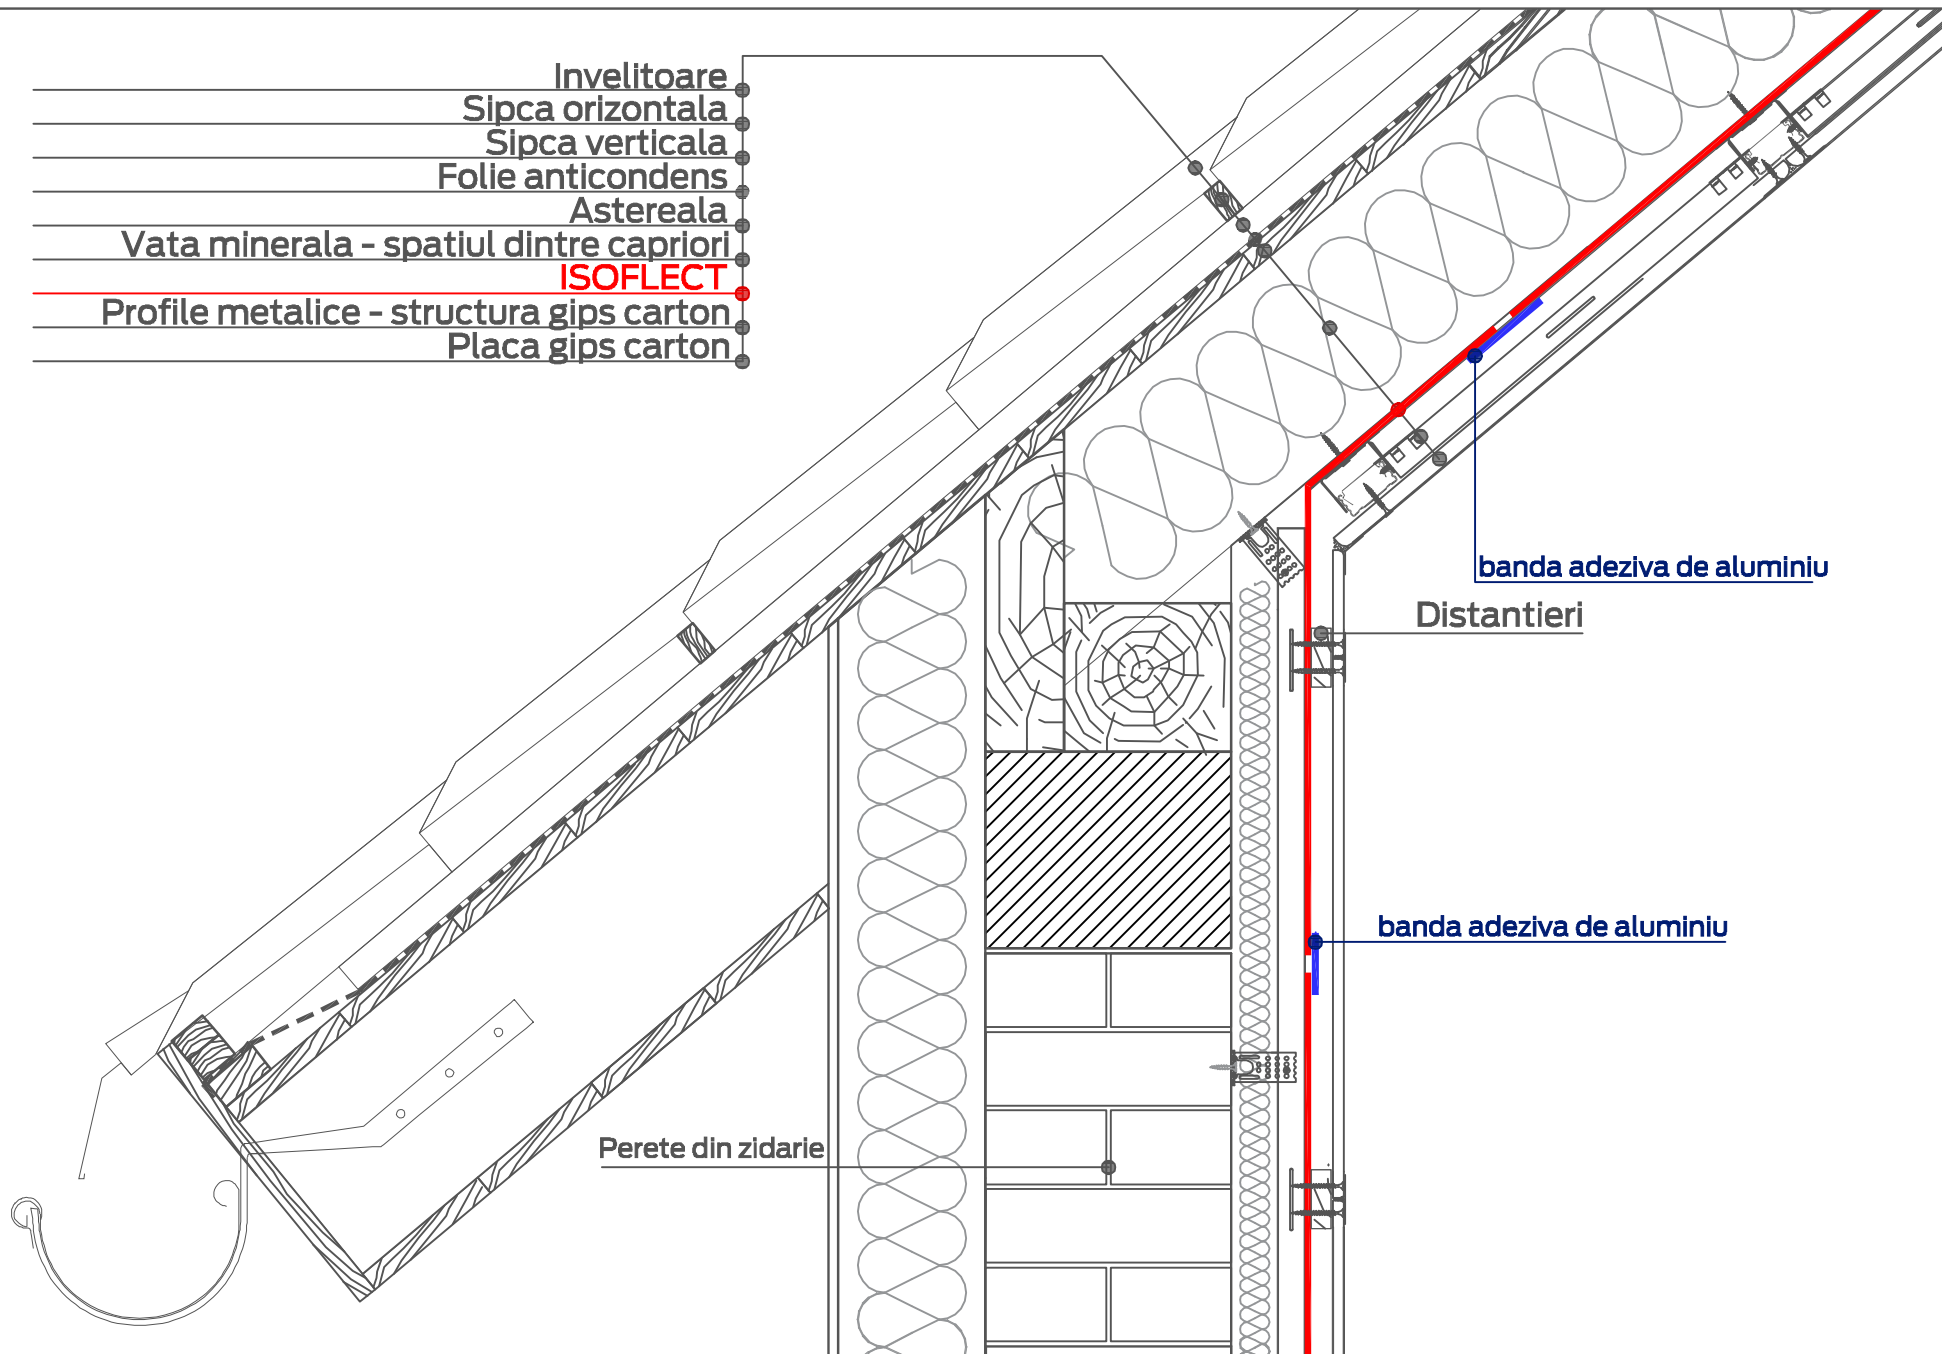 Invelitoare
Sipca orizontala
Sipca verticala
Folie anticondens
Astereala
Vata minerala - spatiul dintre capriori
ISOFLECT
Profile metalice - structura gips carton
Placa gips carton
banda adeziva de aluminiu
Distantieri
banda adeziva de aluminiu
Perete din zidarie